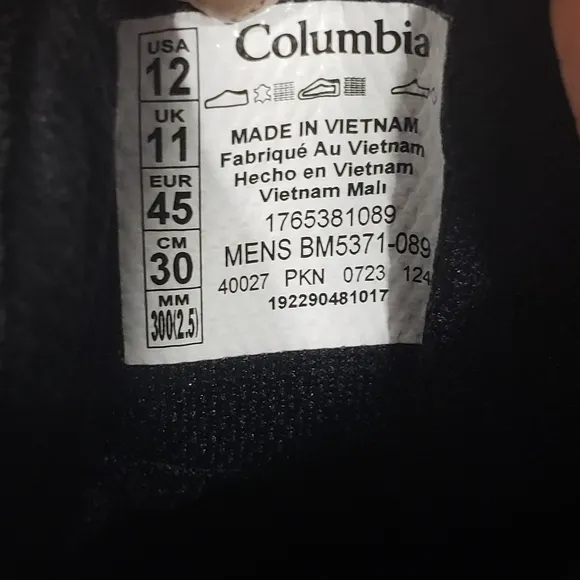 Columbia
USA
12
UK
11
EUR
45
CM
30
MM
300(2.5)
MADE IN VIETNAM
Fabriqué Au Vietnam
Hecho en Vietnam
Vietnam Malı
1765381089
MENS BM5371-089
40027 PKN 0723 124
192290481017